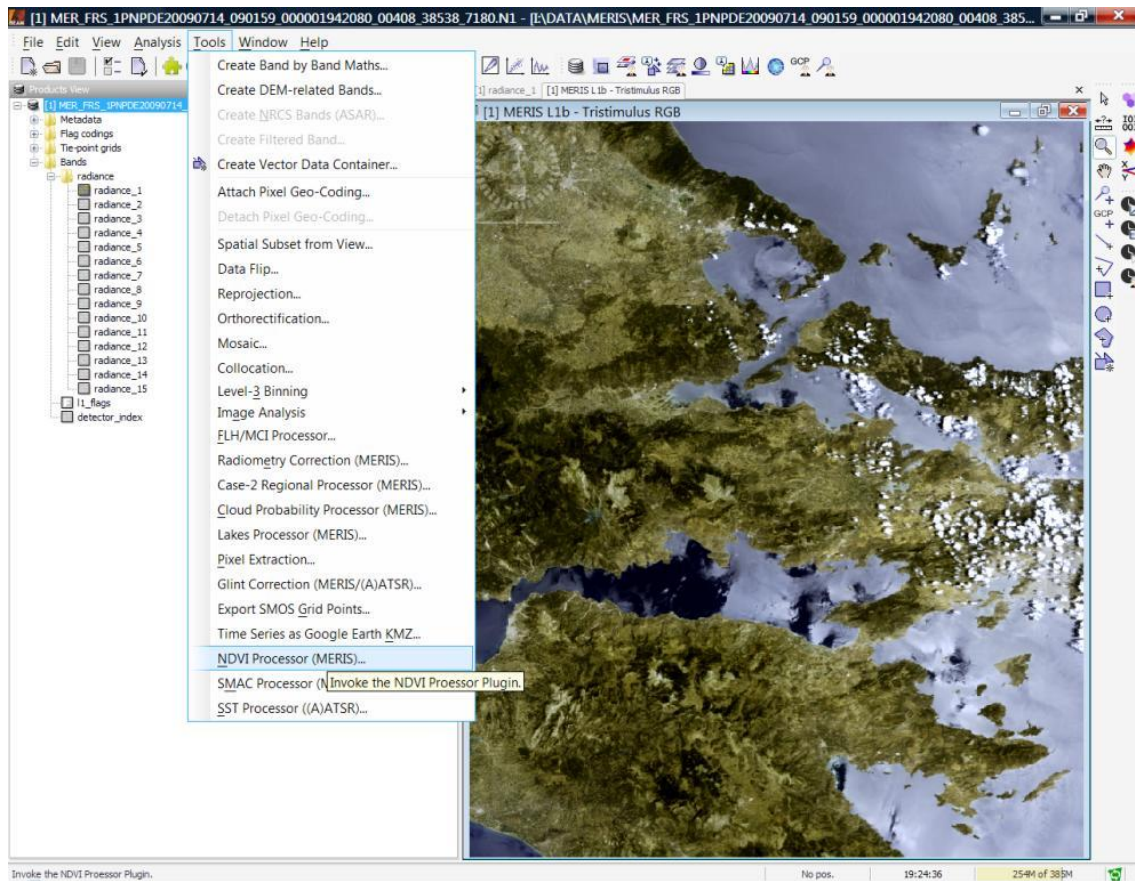 [1] MER_FRS_1PNPDE20090714_090159_000001942080_00408_38538_7180.N1 - [E:\DATA\MERIS\MER_FRS_1PNPDE20090714_090159_000001942080_00408_385...
File Edit View Analysis Tools Window Help
GCP
Products View
[1] radiance_1 [1] MERIS L1b - Tristimulus RGB
[1] MERIS L1b - Tristimulus RGB
[1] MER_FRS_1PNPDE20090714_
Metadata
Flag codings
Tie-point grids
Bands
radiance
radiance_1
radiance_2
radiance_3
radiance_4
radiance_5
radiance_6
radiance_7
radiance_8
radiance_9
radiance_10
radiance_11
radiance_12
radiance_13
radiance_14
radiance_15
l1_flags
detector_index
Create Band by Band Maths...
Create DEM-related Bands...
Create NRCS Bands (ASAR)...
Create Filtered Band...
Create Vector Data Container...
Attach Pixel Geo-Coding...
Detach Pixel Geo-Coding...
Spatial Subset from View...
Data Flip...
Reprojection...
Orthorectification...
Mosaic...
Collocation...
Level-3 Binning
Image Analysis
FLH/MCI Processor...
Radiometry Correction (MERIS)...
Case-2 Regional Processor (MERIS)...
Cloud Probability Processor (MERIS)...
Lakes Processor (MERIS)...
Pixel Extraction...
Glint Correction (MERIS/(A)ATSR)...
Export SMOS Grid Points...
Time Series as Google Earth KMZ...
NDVI Processor (MERIS)...
SMAC Processor (M
Invoke the NDVI Proessor Plugin.
SST Processor ((A)ATSR)...
GCP
Invoke the NDVI Proessor Plugin.
No pos.
19:24:36
254M of 385M